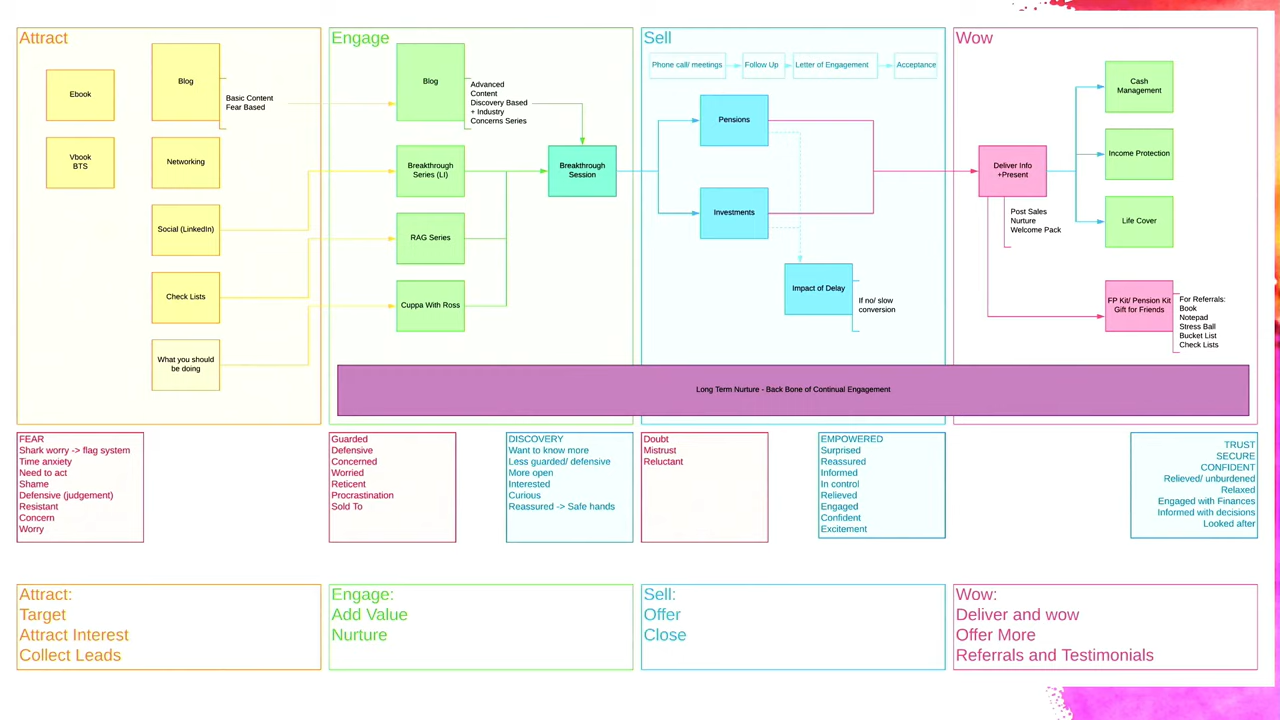 Attract
Ebook
Vbook
BTS
Blog
Basic Content
Fear Based
Networking
Social (LinkedIn)
Check Lists
What you should
be doing
Engage
Blog
Advanced
Content
Discovery Based
+ Industry
Concerns Series
Breakthrough
Series (LI)
RAG Series
Cuppa With Ross
Breakthrough
Session
Sell
Phone call/ meetings
Follow Up
Letter of Engagement
Acceptance
Pensions
Investments
Impact of Delay
If no/ slow
conversion
Wow
Deliver Info
+Present
Post Sales
Nurture
Welcome Pack
Cash
Management
Income Protection
Life Cover
FP Kit/ Pension Kit
Gift for Friends
For Referrals:
Book
Notepad
Stress Ball
Bucket List
Check Lists
Long Term Nurture - Back Bone of Continual Engagement
FEAR
Shark worry -> flag system
Time anxiety
Need to act
Shame
Defensive (judgement)
Resistant
Concern
Worry
Guarded
Defensive
Concerned
Worried
Reticent
Procrastination
Sold To
DISCOVERY
Want to know more
Less guarded/ defensive
More open
Interested
Curious
Reassured -> Safe hands
Doubt
Mistrust
Reluctant
EMPOWERED
Surprised
Reassured
Informed
In control
Relieved
Engaged
Confident
Excitement
TRUST
SECURE
CONFIDENT
Relieved/ unburdened
Relaxed
Engaged with Finances
Informed with decisions
Looked after
Attract:
Target
Attract Interest
Collect Leads
Engage:
Add Value
Nurture
Sell:
Offer
Close
Wow:
Deliver and wow
Offer More
Referrals and Testimonials